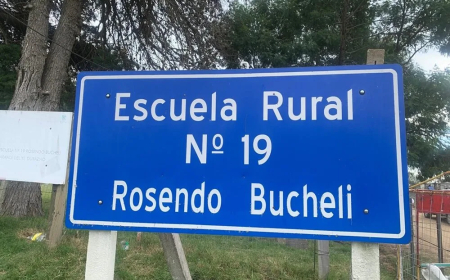 Escuela Rural
Nº 19
Rosendo Bucheli